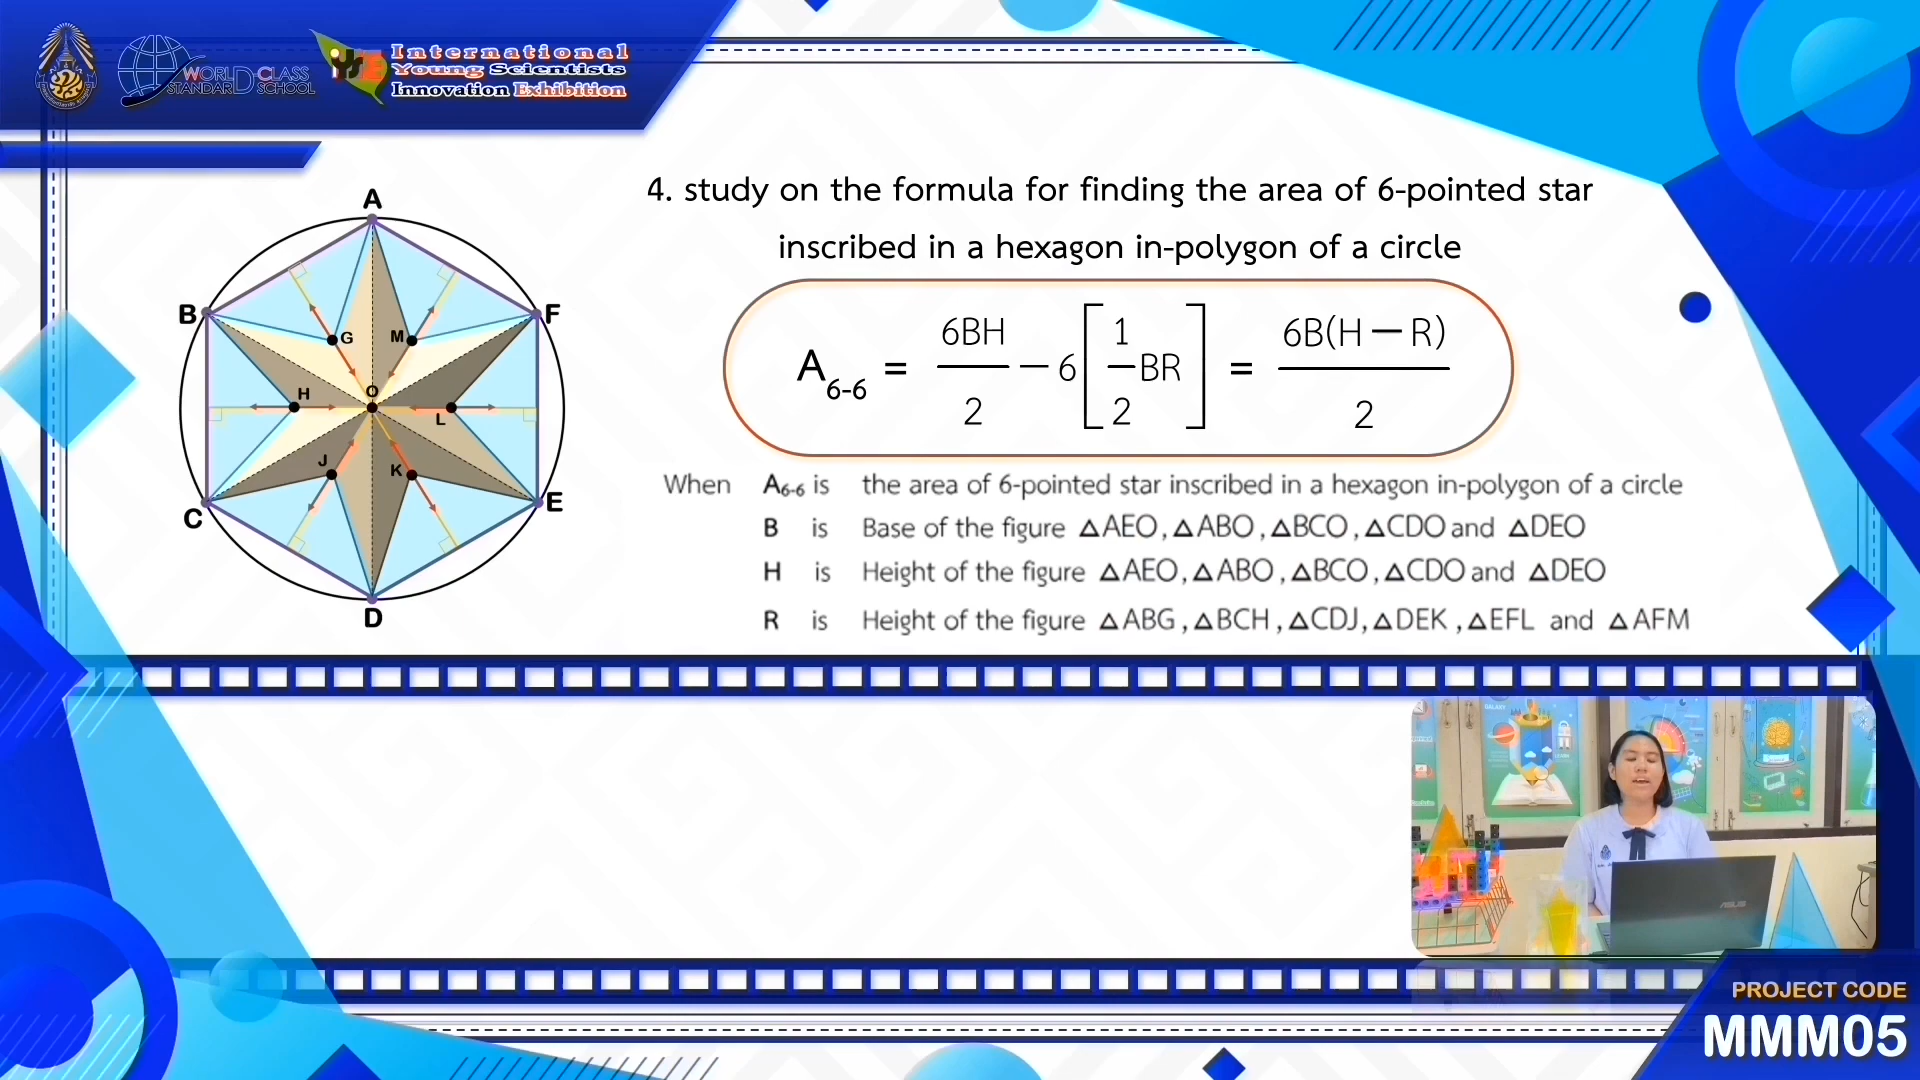 WORLD-CLASS
STANDARD SCHOOL
YSE
International
Young Scientists
Innovation Exhibition
4. study on the formula for finding the area of 6-pointed star
inscribed in a hexagon in-polygon of a circle
A
B
F
G
M
H
O
L
J
K
C
E
D
A6-6 = 6BH/2 − 6[1/2 BR] = 6B(H − R)/2
When A6-6 is the area of 6-pointed star inscribed in a hexagon in-polygon of a circle
B is Base of the figure △AEO, △ABO, △BCO, △CDO and △DEO
H is Height of the figure △AEO, △ABO, △BCO, △CDO and △DEO
R is Height of the figure △ABG, △BCH, △CDJ, △DEK, △EFL and △AFM
GALAXY
ASUS
PROJECT CODE
MMM05